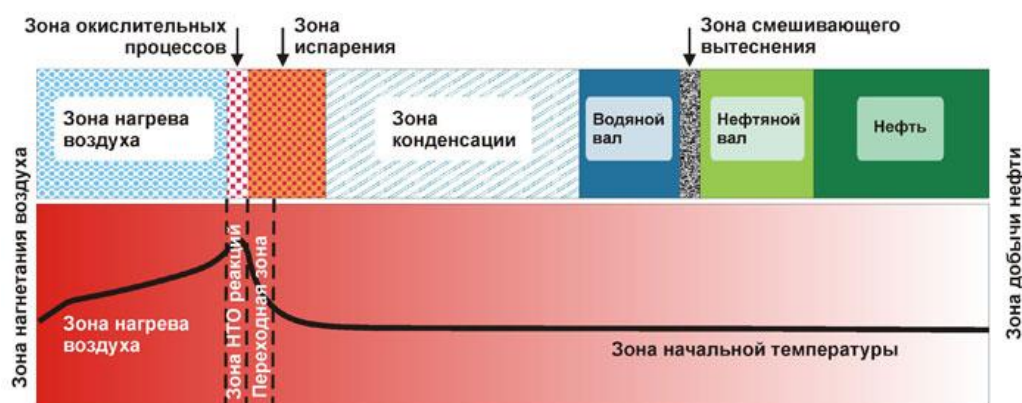 Зона окислительных
процессов
Зона
испарения
Зона смешивающего
вытеснения
Зона нагрева
воздуха
Зона
конденсации
Водяной
вал
Нефтяной
вал
Нефть
Зона нагнетания воздуха
Зона добычи нефти
Зона нагрева
воздуха
Зона НТО реакций
Переходная зона
Зона начальной температуры